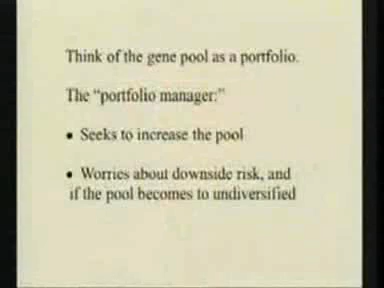 Think of the gene pool as a portfolio.
The “portfolio manager:”
• Seeks to increase the pool
• Worries about downside risk, and
if the pool becomes to undiversified